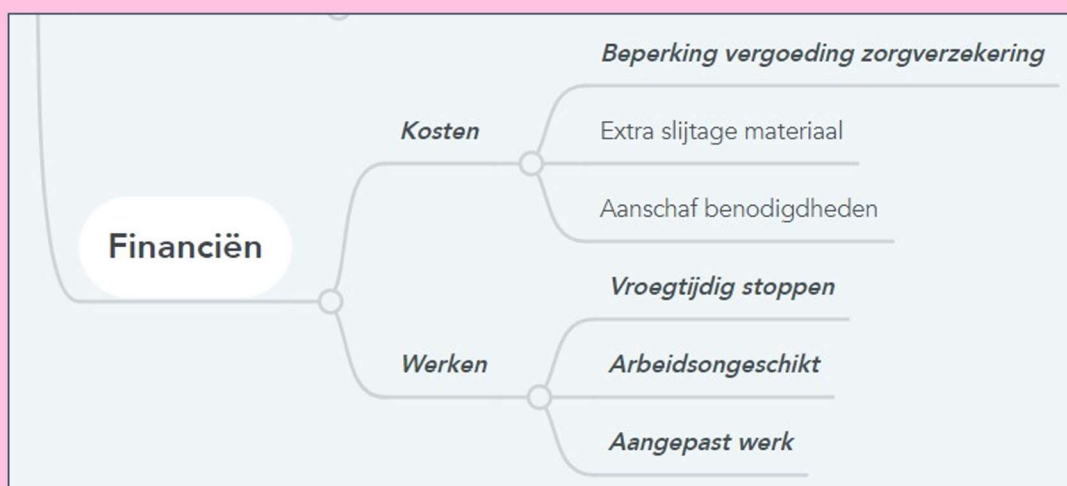 Beperking vergoeding zorgverzekering
Kosten
Extra slijtage materiaal
Aanschaf benodigdheden
Financiën
Vroegtijdig stoppen
Werken
Arbeidsongeschikt
Aangepast werk